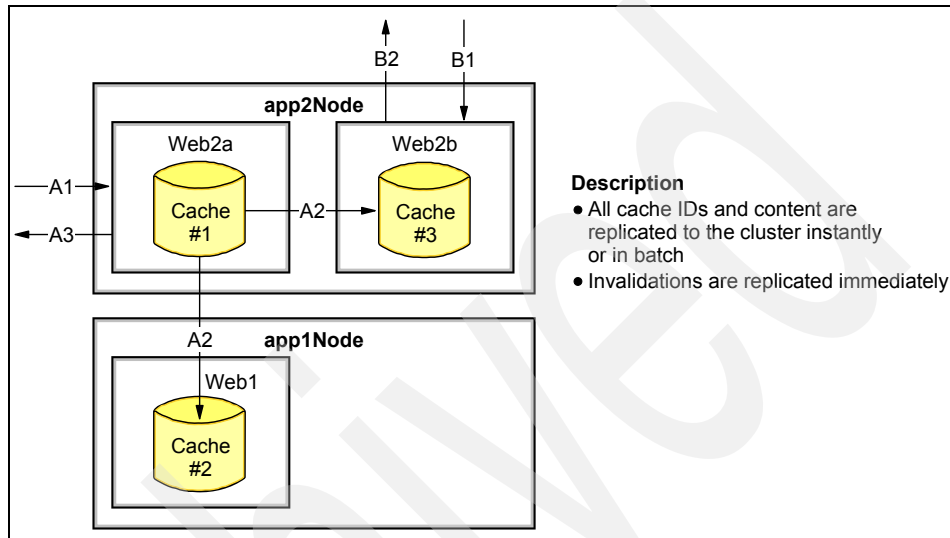 B2
B1
app2Node
Web2a
Web2b
A1
Cache
#1
A2
Cache
#3
A3
A2
app1Node
Web1
Cache
#2
Description
• All cache IDs and content are
replicated to the cluster instantly
or in batch
• Invalidations are replicated immediately